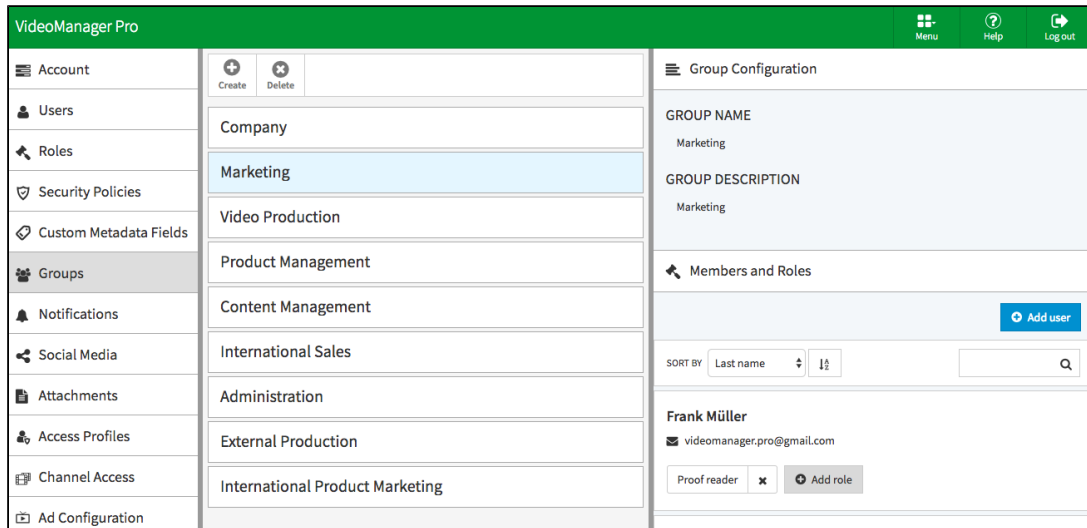 VideoManager Pro
Menu
Help
Log out
Account
Users
Roles
Security Policies
Custom Metadata Fields
Groups
Notifications
Social Media
Attachments
Access Profiles
Channel Access
Ad Configuration
Create
Delete
Company
Marketing
Video Production
Product Management
Content Management
International Sales
Administration
External Production
International Product Marketing
Group Configuration
GROUP NAME
Marketing
GROUP DESCRIPTION
Marketing
Members and Roles
Add user
SORT BY Last name
Frank Müller
videomanager.pro@gmail.com
Proof reader
Add role